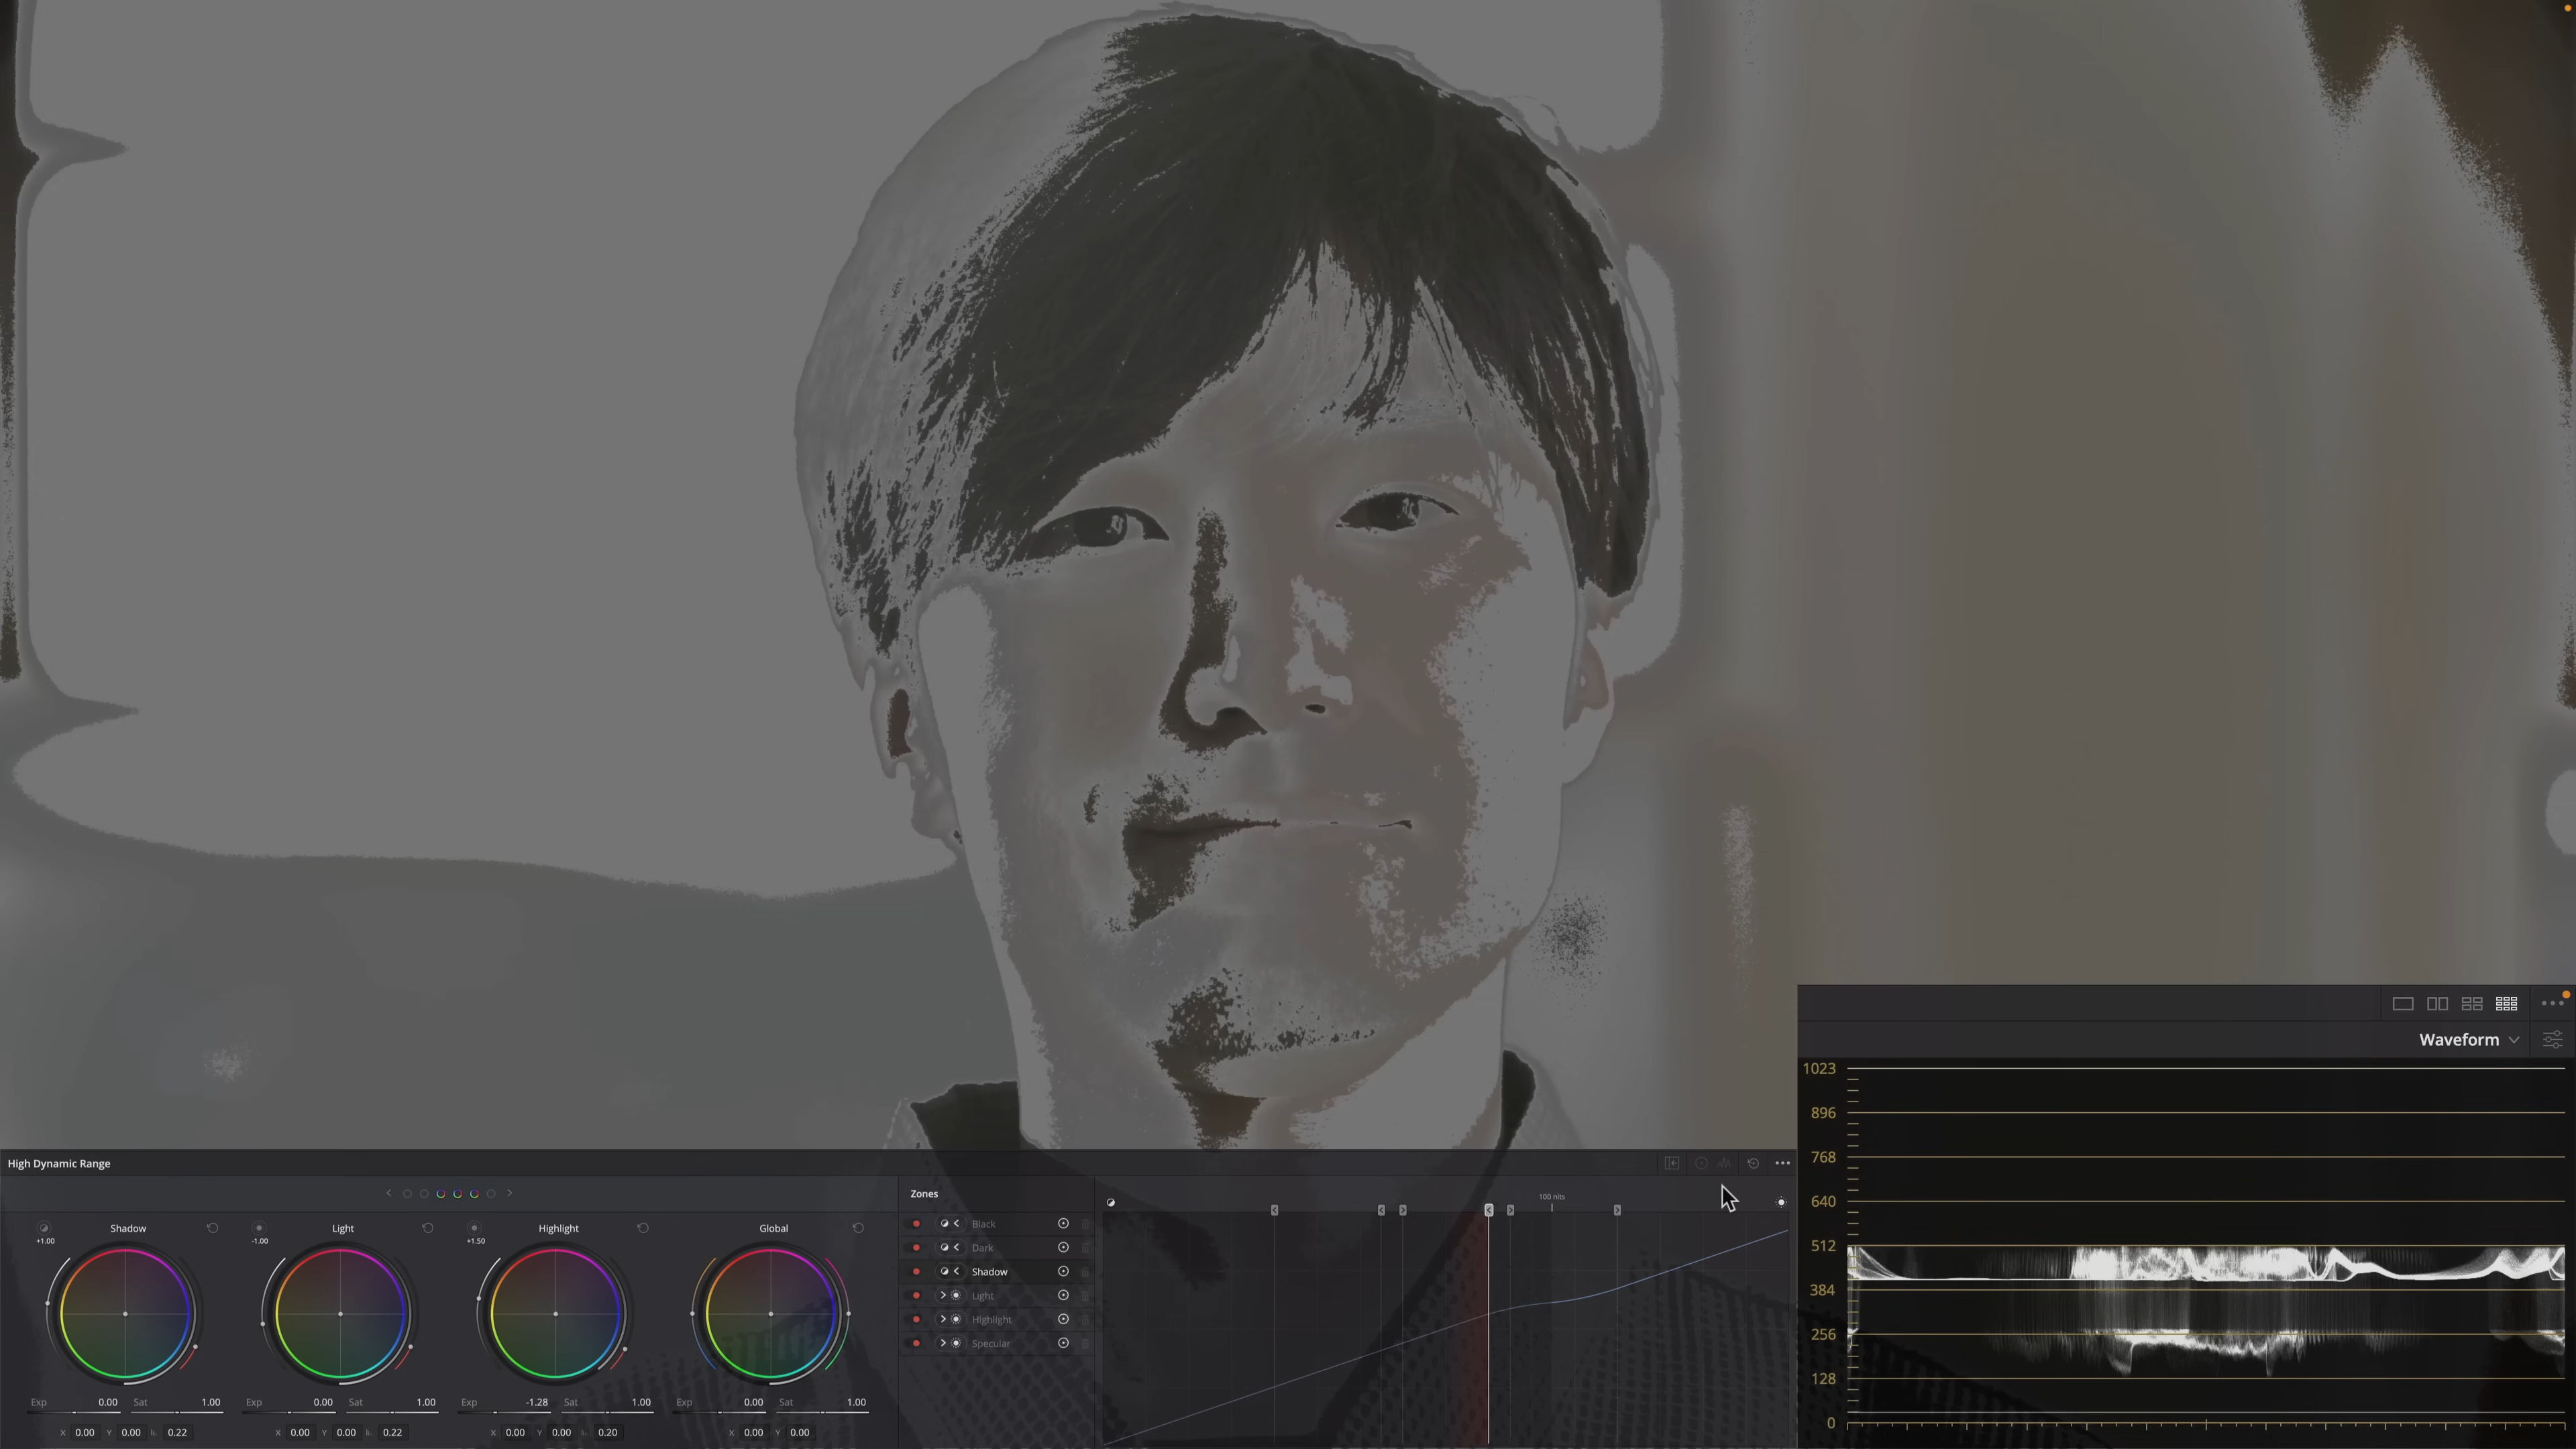 Waveform
1023
896
768
640
512
384
256
128
0
High Dynamic Range
Shadow
Light
Highlight
Global
+1.00
-1.00
+1.50
Exp 0.00 Sat 1.00
Exp 0.00 Sat 1.00
Exp -1.28 Sat 1.00
Exp 0.00 Sat 1.00
X 0.00 Y 0.00 0.22
X 0.00 Y 0.00 0.22
X 0.00 Y 0.00 0.20
X 0.00 Y 0.00
Zones
Black
Dark
Shadow
Light
Highlight
Specular
100 nits